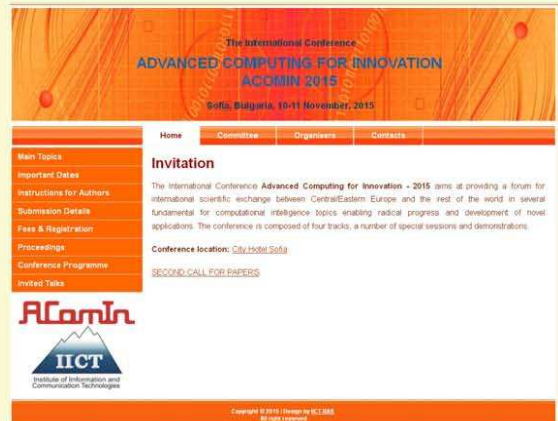 The International Conference
ADVANCED COMPUTING FOR INNOVATION
ACOMIN 2015
Sofia, Bulgaria, 10-11 November, 2015
Home Committee Organisers Contacts
Main Topics
Important Dates
Instructions for Authors
Submission Details
Fees & Registration
Proceedings
Conference Programme
Invited Talks
Invitation
The International Conference Advanced Computing for Innovation - 2015 aims at providing a forum for
international scientific exchange between Central/Eastern Europe and the rest of the world in several
fundamental for computational intelligence topics enabling radical progress and development of novel
applications. The conference is composed of four tracks, a number of special sessions and demonstrations.
Conference location: City Hotel Sofia
SECOND CALL FOR PAPERS
AComIn
IICT
Institute of Information and
Communication Technologies
Copyright © 2015 | Design by IICT-BAS
All right reserved